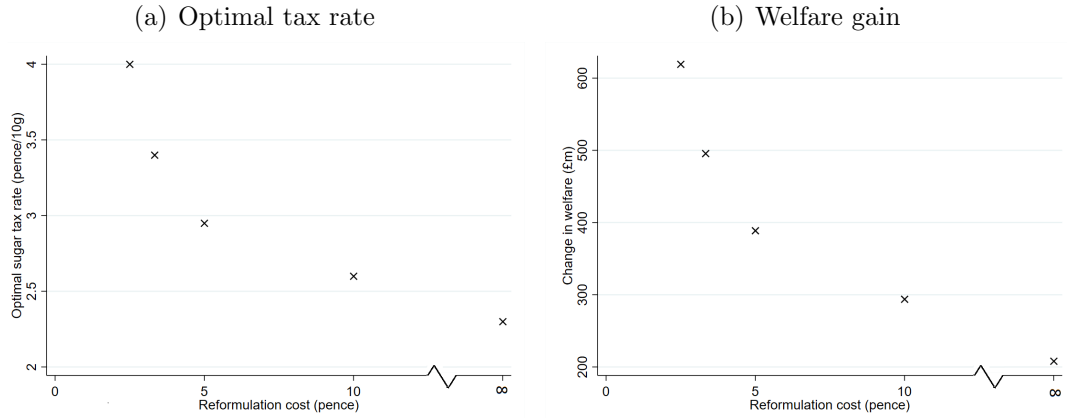 (a) Optimal tax rate
Optimal sugar tax rate (pence/10g)
4
3.5
3
2.5
2
0 5 10 ∞
Reformulation cost (pence)
(b) Welfare gain
Change in welfare (£m)
600
500
400
300
200
0 5 10 ∞
Reformulation cost (pence)